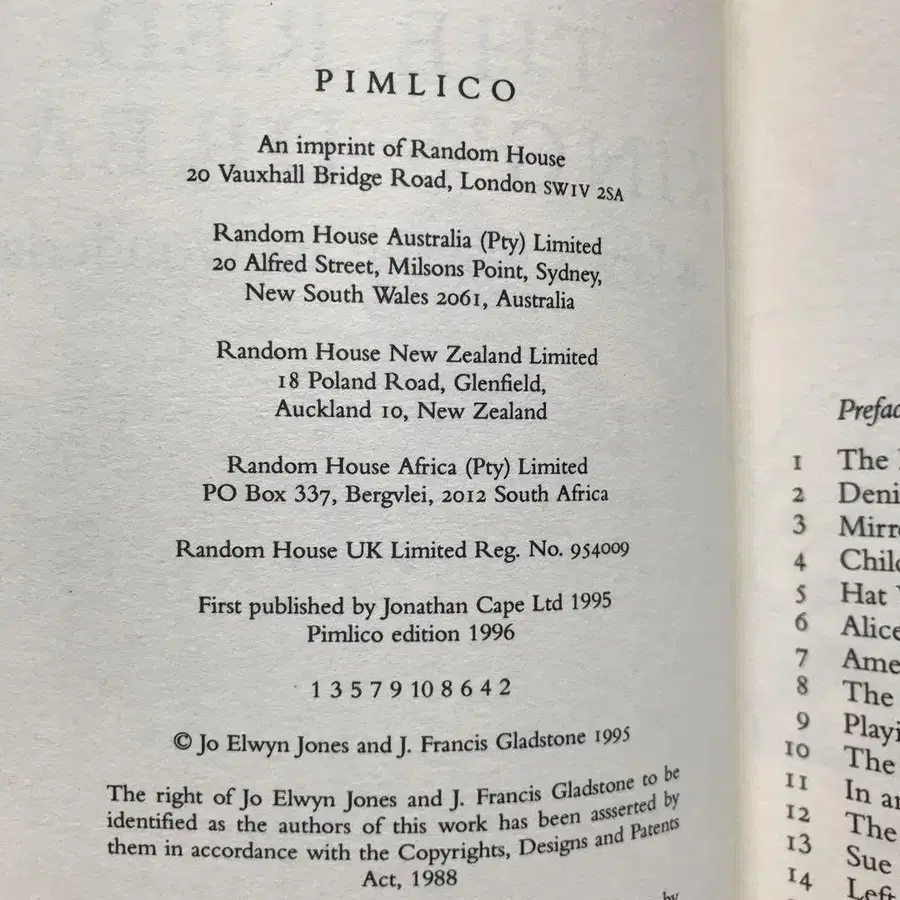 PIMLICO
An imprint of Random House
20 Vauxhall Bridge Road, London SW1V 2SA
Random House Australia (Pty) Limited
20 Alfred Street, Milsons Point, Sydney,
New South Wales 2061, Australia
Random House New Zealand Limited
18 Poland Road, Glenfield,
Auckland 10, New Zealand
Random House Africa (Pty) Limited
PO Box 337, Bergvlei, 2012 South Africa
Random House UK Limited Reg. No. 954009
First published by Jonathan Cape Ltd 1995
Pimlico edition 1996
1 3 5 7 9 10 8 6 4 2
© Jo Elwyn Jones and J. Francis Gladstone 1995
The right of Jo Elwyn Jones and J. Francis Gladstone to be
identified as the authors of this work has been assserted by
them in accordance with the Copyrights, Designs and Patents
Act, 1988
by
Prefac
1 The
2 Deni
3 Mirr
4 Chil
5 Hat
6 Alice
7 Ame
8 The
9 Playi
10 The
11 In a
12 The
13 Sue
14 Left